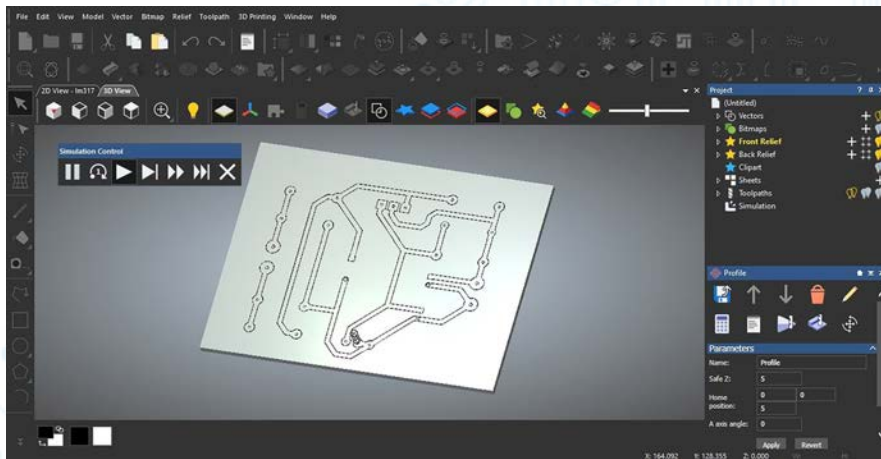 File Edit View Model Vector Bitmap Relief Toolpath 3D Printing Window Help
2D View - lm317 3D View
Project
(Untitled)
Vectors
Bitmaps
Front Relief
Back Relief
Clipart
Sheets
Toolpaths
Simulation
Simulation Control
Profile
Parameters
Name: Profile
Safe Z: 5
Home position: 0 0
5
A axis angle: 0
Apply Revert
X: 164.092 Y: 128.355 Z: 0.000